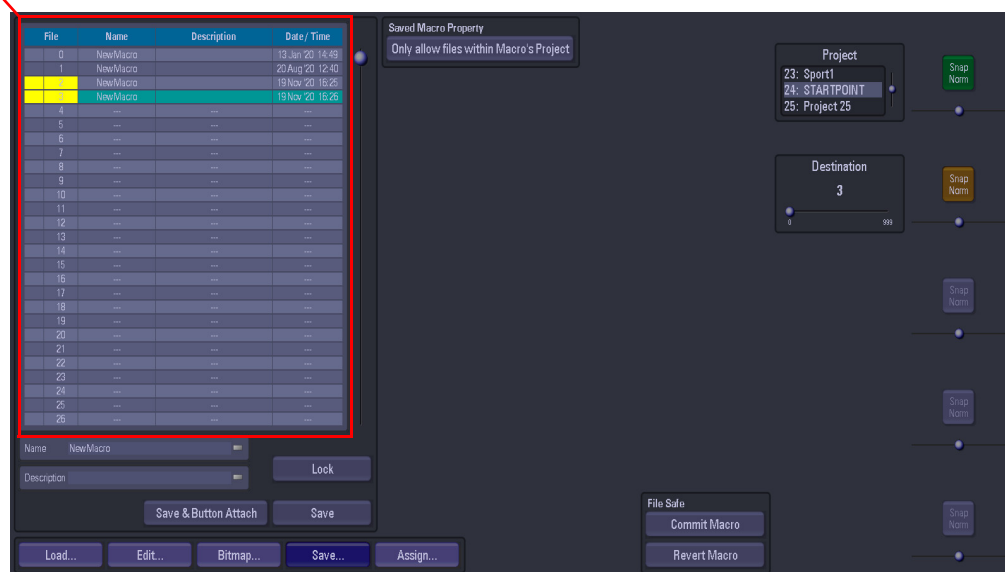 File Name Description Date / Time
0 NewMacro 13 Jan '20 14:49
1 NewMacro 20 Aug '20 12:40
2 NewMacro 19 Nov '20 16:25
3 NewMacro 19 Nov '20 16:26
4 --- --- ---
5 --- --- ---
6 --- --- ---
7 --- --- ---
8 --- --- ---
9 --- --- ---
10 --- --- ---
11 --- --- ---
12 --- --- ---
13 --- --- ---
14 --- --- ---
15 --- --- ---
16 --- --- ---
17 --- --- ---
18 --- --- ---
19 --- --- ---
20 --- --- ---
21 --- --- ---
22 --- --- ---
23 --- --- ---
24 --- --- ---
25 --- --- ---
26 --- --- ---
Name NewMacro
Description
Lock
Save & Button Attach
Save
Load...
Edit...
Bitmap...
Save...
Assign...
Saved Macro Property
Only allow files within Macro's Project
File Safe
Commit Macro
Revert Macro
Project
23: Sport1
24: STARTPOINT
25: Project 25
Destination
3
0 999
Snap
Norm
Snap
Norm
Snap
Norm
Snap
Norm
Snap
Norm